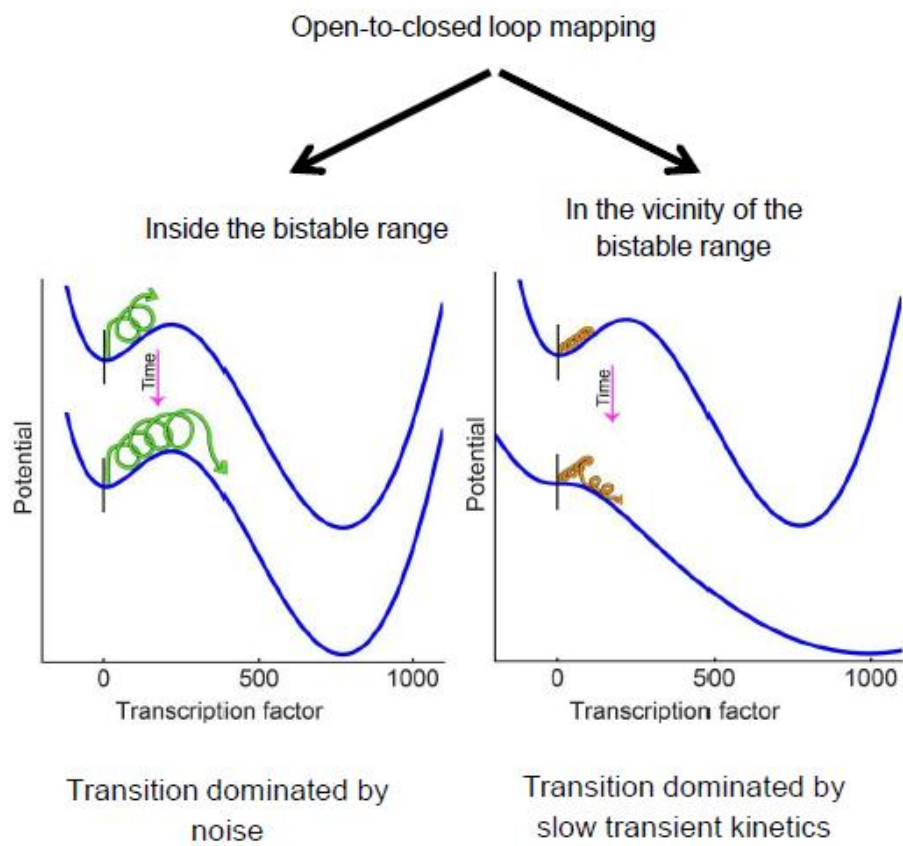 Open-to-closed loop mapping
Inside the bistable range
In the vicinity of the
bistable range
Potential
Time
0
500
1000
Transcription factor
Potential
Time
0
500
1000
Transcription factor
Transition dominated by
noise
Transition dominated by
slow transient kinetics